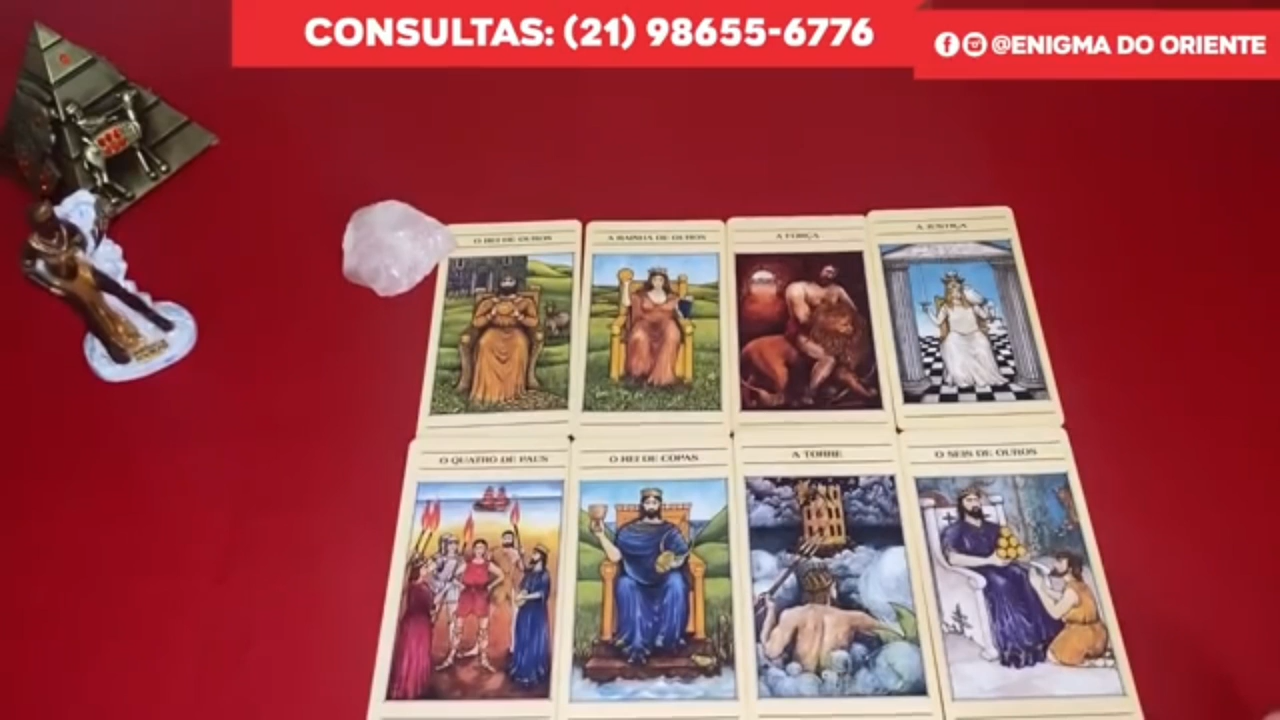 CONSULTAS: (21) 98655-6776
@ENIGMA DO ORIENTE
O REI DE OUROS
A RAINHA DE OUROS
A FORÇA
A JUSTIÇA
O QUATRO DE PAUS
O REI DE COPAS
A TORRE
O SEIS DE OUROS